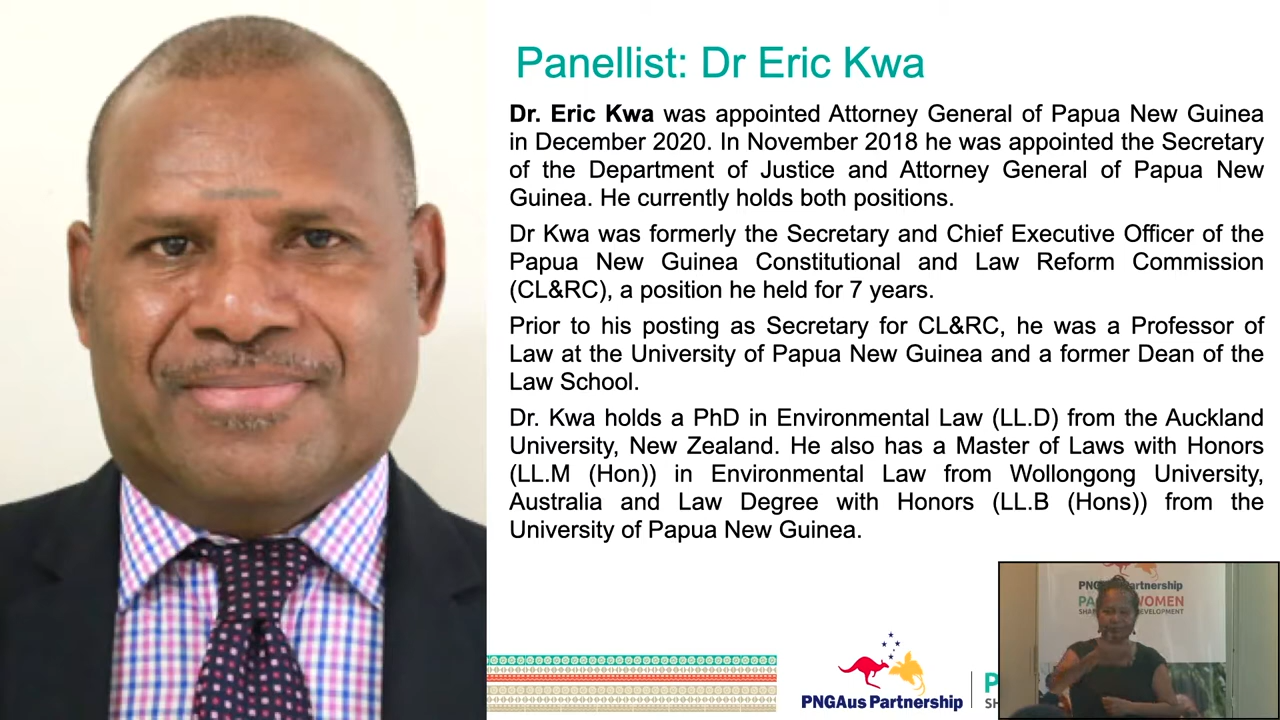 Panellist: Dr Eric Kwa
Dr. Eric Kwa was appointed Attorney General of Papua New Guinea
in December 2020. In November 2018 he was appointed the Secretary
of the Department of Justice and Attorney General of Papua New
Guinea. He currently holds both positions.
Dr Kwa was formerly the Secretary and Chief Executive Officer of the
Papua New Guinea Constitutional and Law Reform Commission
(CL&RC), a position he held for 7 years.
Prior to his posting as Secretary for CL&RC, he was a Professor of
Law at the University of Papua New Guinea and a former Dean of the
Law School.
Dr. Kwa holds a PhD in Environmental Law (LL.D) from the Auckland
University, New Zealand. He also has a Master of Laws with Honors
(LL.M (Hon)) in Environmental Law from Wollongong University,
Australia and Law Degree with Honors (LL.B (Hons)) from the
University of Papua New Guinea.
PNGAus Partnership